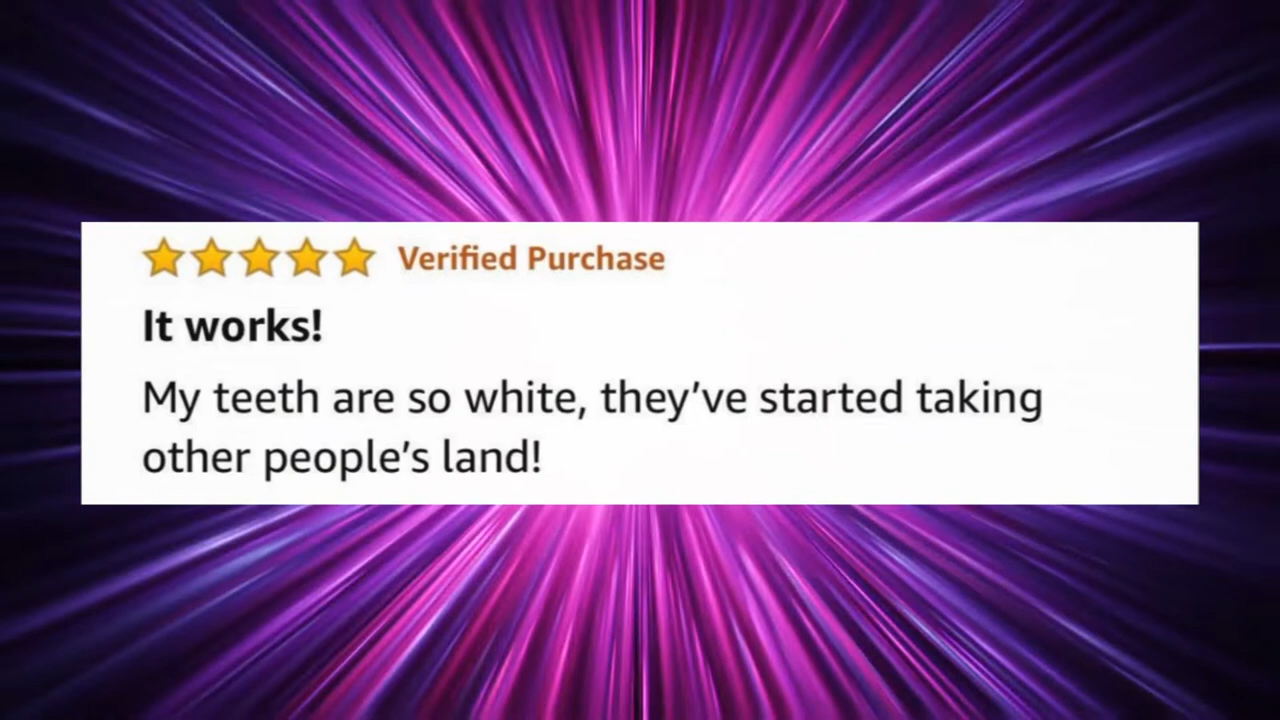 Verified Purchase
It works!
My teeth are so white, they’ve started taking
other people’s land!